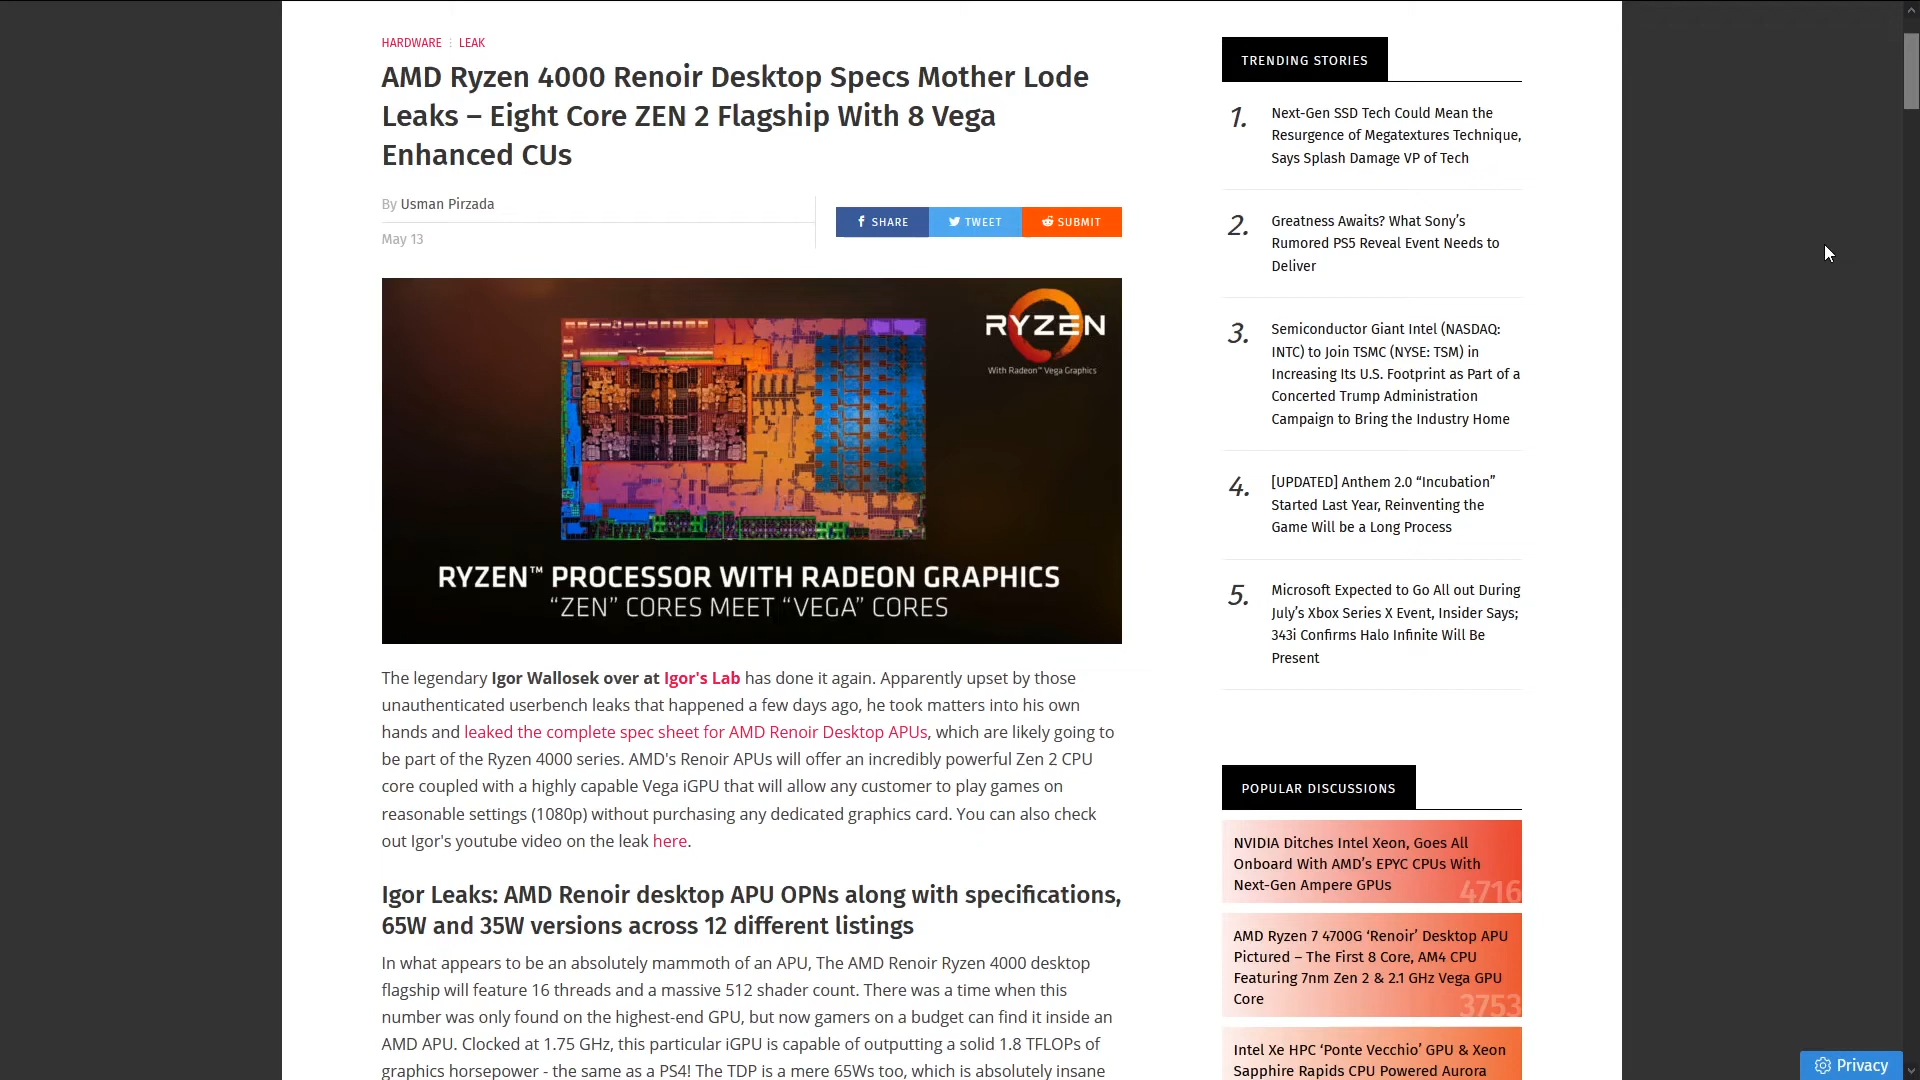 HARDWARE LEAK
AMD Ryzen 4000 Renoir Desktop Specs Mother Lode
Leaks – Eight Core ZEN 2 Flagship With 8 Vega
Enhanced CUs
By Usman Pirzada
May 13
SHARE
TWEET
SUBMIT
RYZEN
With Radeon™ Vega Graphics
RYZEN™ PROCESSOR WITH RADEON GRAPHICS
“ZEN” CORES MEET “VEGA” CORES
The legendary Igor Wallosek over at Igor's Lab has done it again. Apparently upset by those
unauthenticated userbench leaks that happened a few days ago, he took matters into his own
hands and leaked the complete spec sheet for AMD Renoir Desktop APUs, which are likely going to
be part of the Ryzen 4000 series. AMD's Renoir APUs will offer an incredibly powerful Zen 2 CPU
core coupled with a highly capable Vega iGPU that will allow any customer to play games on
reasonable settings (1080p) without purchasing any dedicated graphics card. You can also check
out Igor's youtube video on the leak here.
Igor Leaks: AMD Renoir desktop APU OPNs along with specifications,
65W and 35W versions across 12 different listings
In what appears to be an absolutely mammoth of an APU, The AMD Renoir Ryzen 4000 desktop
flagship will feature 16 threads and a massive 512 shader count. There was a time when this
number was only found on the highest-end GPU, but now gamers on a budget can find it inside an
AMD APU. Clocked at 1.75 GHz, this particular iGPU is capable of outputting a solid 1.8 TFLOPs of
graphics horsepower - the same as a PS4! The TDP is a mere 65Ws too, which is absolutely insane
TRENDING STORIES
1.
Next-Gen SSD Tech Could Mean the
Resurgence of Megatextures Technique,
Says Splash Damage VP of Tech
2.
Greatness Awaits? What Sony’s
Rumored PS5 Reveal Event Needs to
Deliver
3.
Semiconductor Giant Intel (NASDAQ:
INTC) to Join TSMC (NYSE: TSM) in
Increasing Its U.S. Footprint as Part of a
Concerted Trump Administration
Campaign to Bring the Industry Home
4.
[UPDATED] Anthem 2.0 “Incubation”
Started Last Year, Reinventing the
Game Will be a Long Process
5.
Microsoft Expected to Go All out During
July’s Xbox Series X Event, Insider Says;
343i Confirms Halo Infinite Will Be
Present
POPULAR DISCUSSIONS
NVIDIA Ditches Intel Xeon, Goes All
Onboard With AMD’s EPYC CPUs With
Next-Gen Ampere GPUs
4716
AMD Ryzen 7 4700G ‘Renoir’ Desktop APU
Pictured – The First 8 Core, AM4 CPU
Featuring 7nm Zen 2 & 2.1 GHz Vega GPU
Core
3753
Intel Xe HPC ‘Ponte Vecchio’ GPU & Xeon
Sapphire Rapids CPU Powered Aurora
Privacy